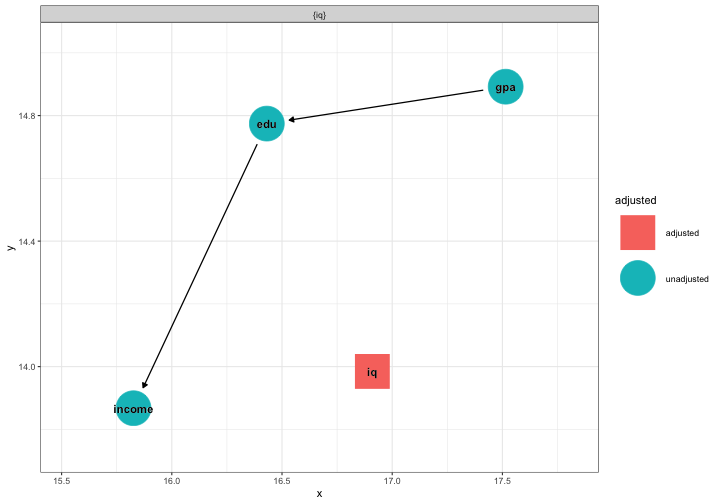 {iq}
gpa
edu
iq
income
14.8
14.4
14.0
y
15.5
16.0
16.5
17.0
17.5
x
adjusted
adjusted
unadjusted